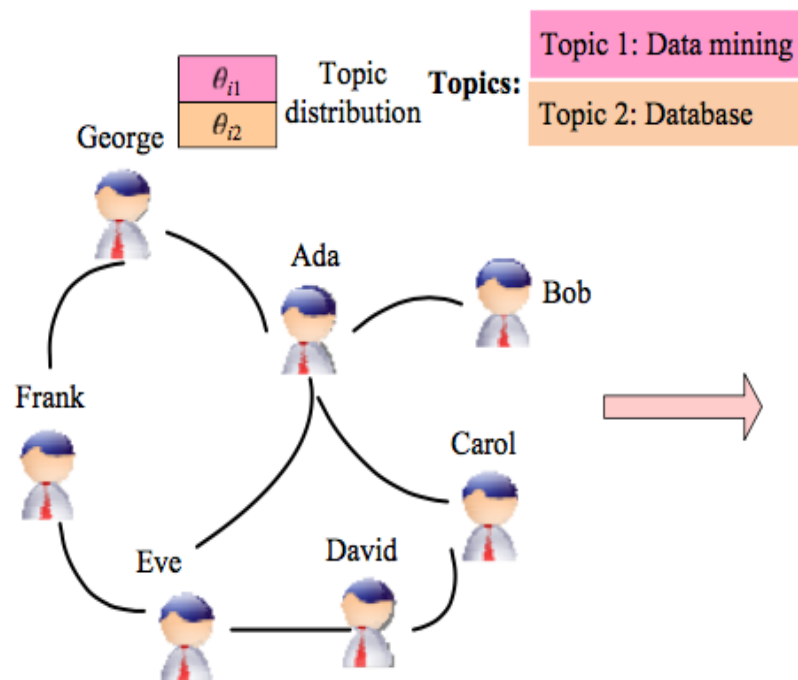 θi1
θi2
Topic
distribution
Topics:
Topic 1: Data mining
Topic 2: Database
George
Ada
Bob
Frank
Carol
Eve
David